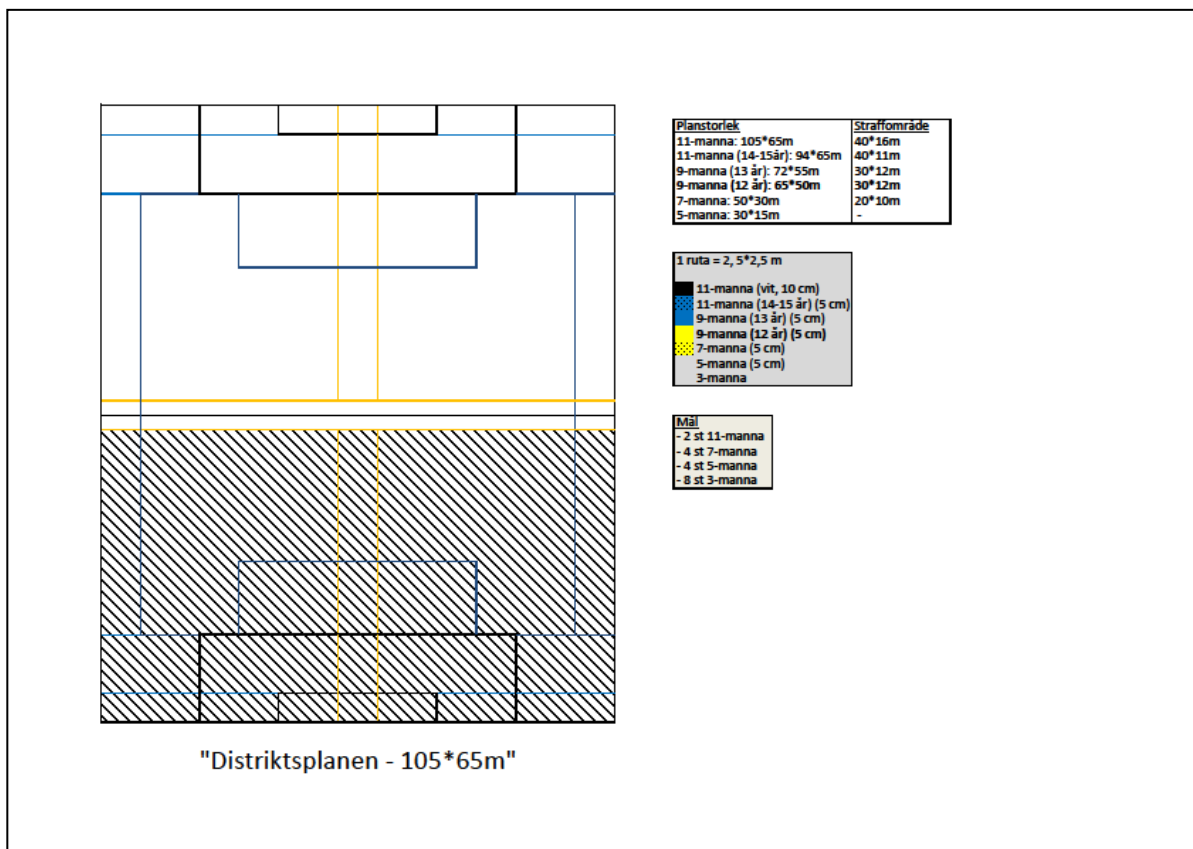 Planstorlek Straffområde
11-manna: 105*65m 40*16m
11-manna (14-15år): 94*65m 40*11m
9-manna (13 år): 72*55m 30*12m
9-manna (12 år): 65*50m 30*12m
7-manna: 50*30m 20*10m
5-manna: 30*15m -
1 ruta = 2, 5*2,5 m
11-manna (vit, 10 cm)
11-manna (14-15 år) (5 cm)
9-manna (13 år) (5 cm)
9-manna (12 år) (5 cm)
7-manna (5 cm)
5-manna (5 cm)
3-manna
Mål
- 2 st 11-manna
- 4 st 7-manna
- 4 st 5-manna
- 8 st 3-manna
"Distriktsplanen - 105*65m"